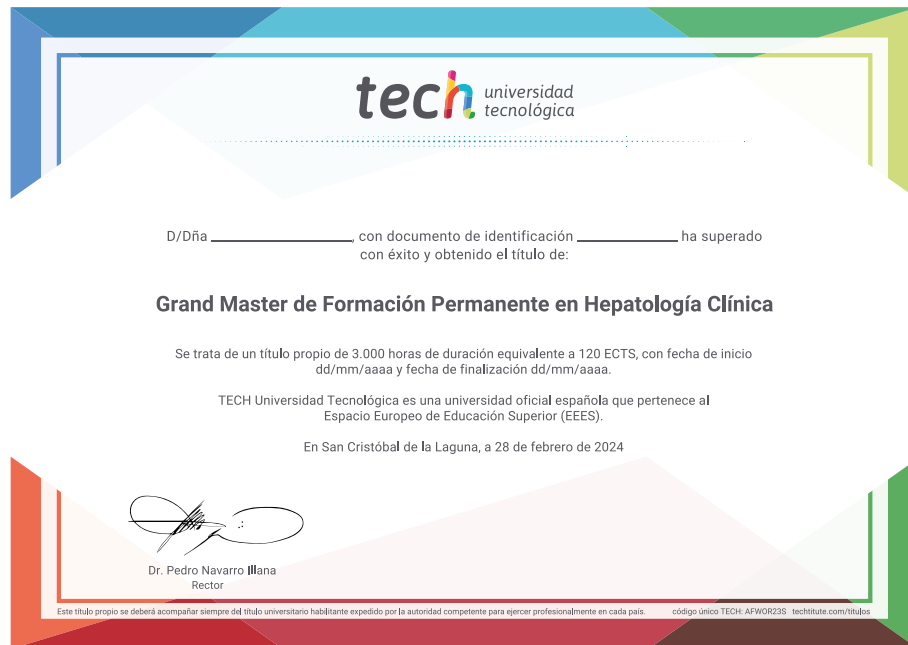 tech universidad
tecnológica
D/Dña ____________________, con documento de identificación ______________ ha superado
con éxito y obtenido el título de:
Grand Master de Formación Permanente en Hepatología Clínica
Se trata de un título propio de 3.000 horas de duración equivalente a 120 ECTS, con fecha de inicio
dd/mm/aaaa y fecha de finalización dd/mm/aaaa.
TECH Universidad Tecnológica es una universidad oficial española que pertenece al
Espacio Europeo de Educación Superior (EEES).
En San Cristóbal de la Laguna, a 28 de febrero de 2024
Dr. Pedro Navarro Illana
Rector
Este título propio se deberá acompañar siempre del título universitario habilitante expedido por la autoridad competente para ejercer profesionalmente en cada país. código único TECH: AFWOR23S techtitute.com/titulos